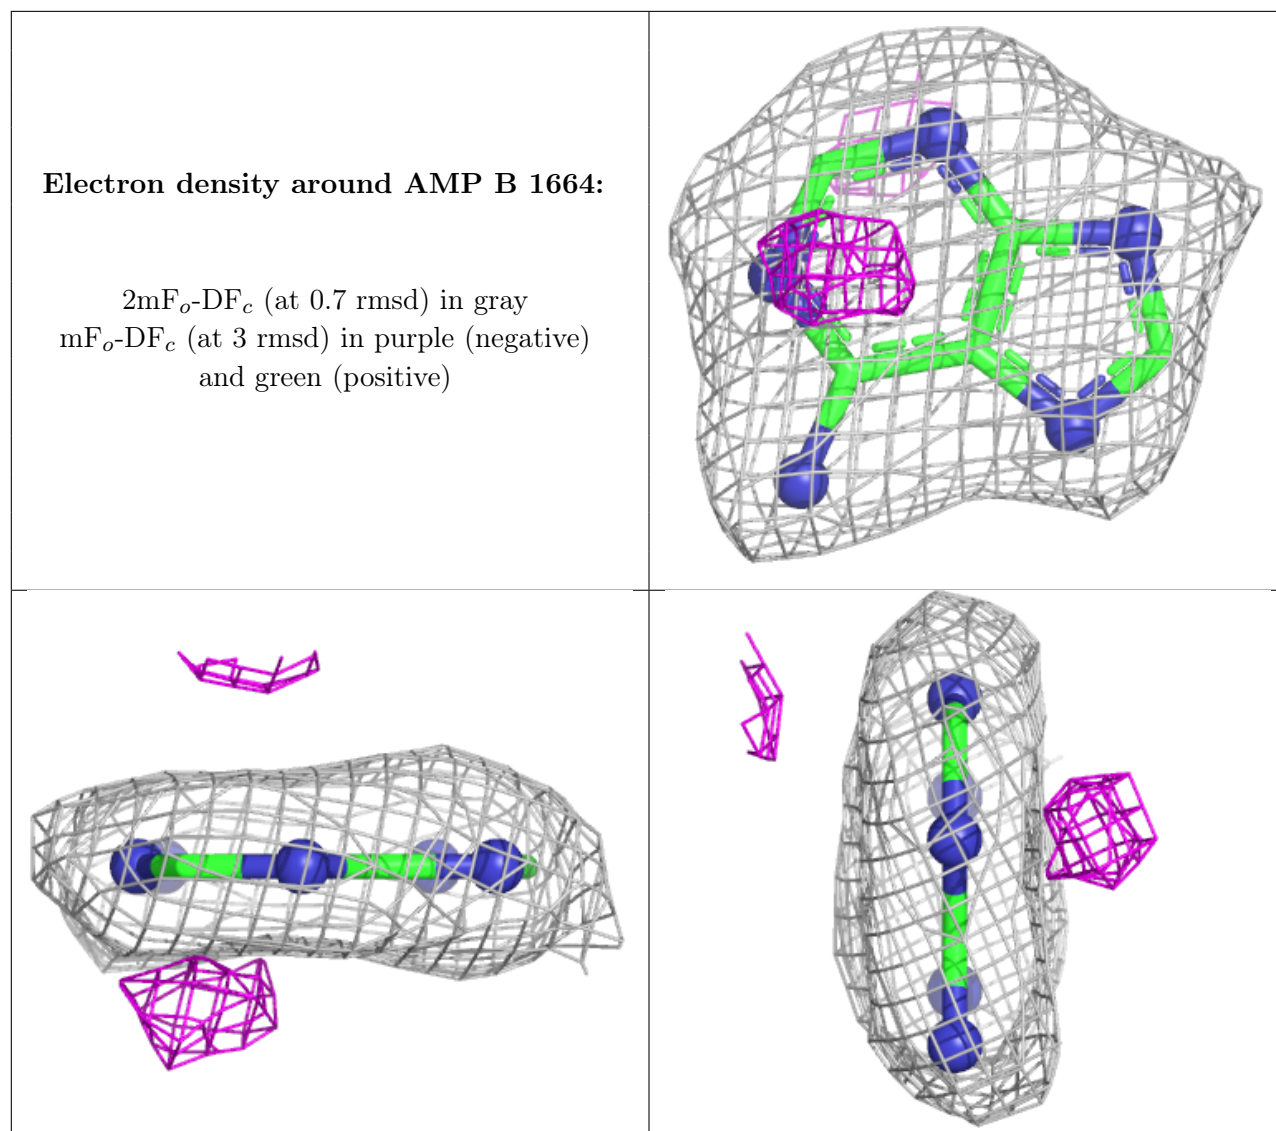 Electron density around AMP B 1664:
2mFo-DFc (at 0.7 rmsd) in gray
mFo-DFc (at 3 rmsd) in purple (negative)
and green (positive)